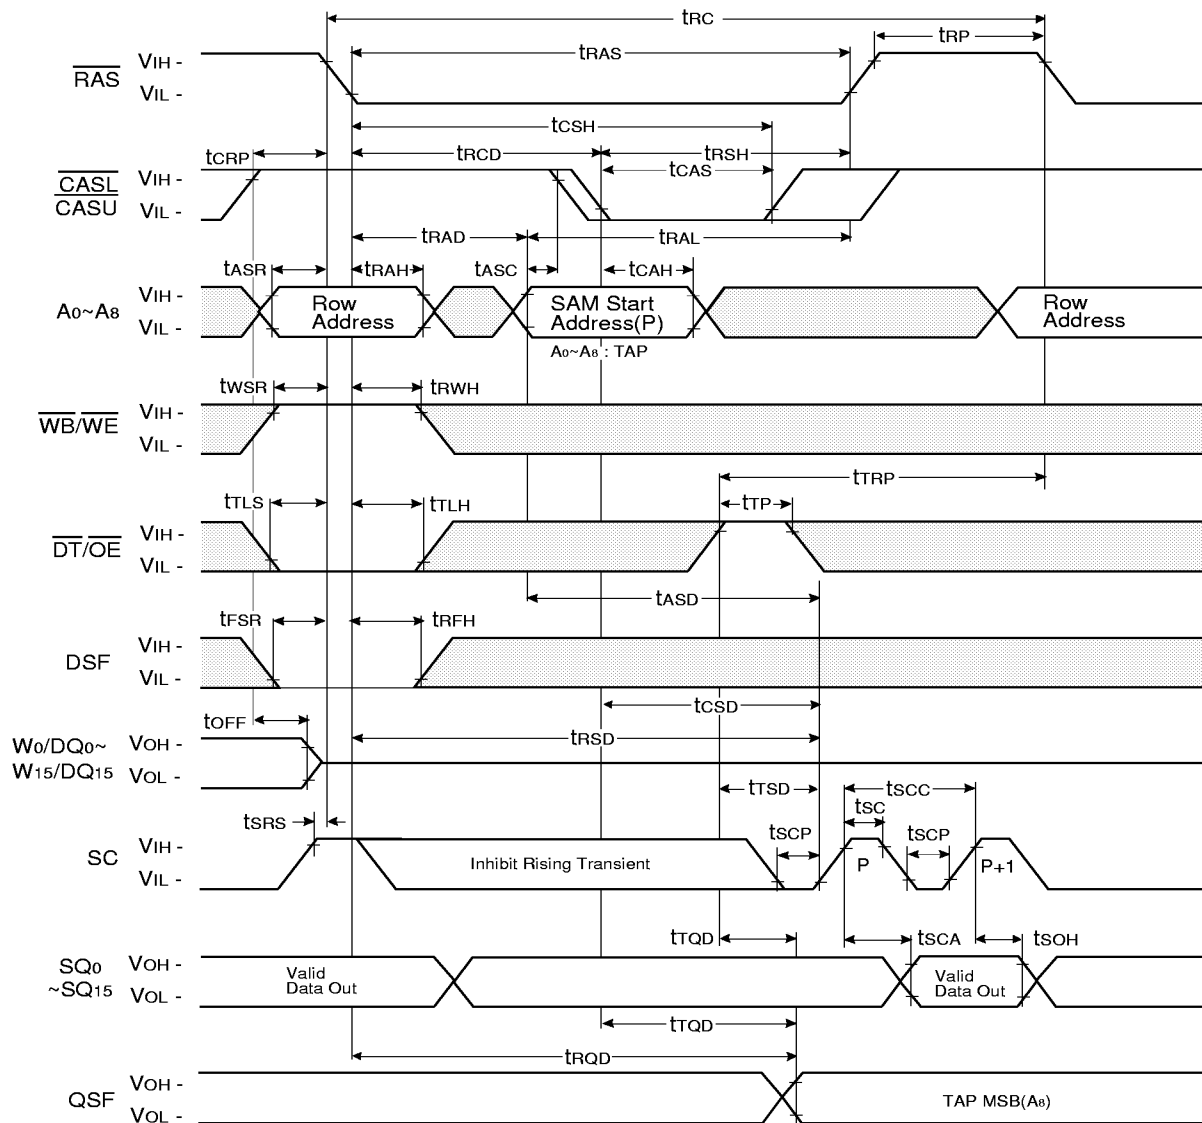 tRC
tRP
tRAS
RAS
VIH -
VIL -
tCSH
tCRP
tRCD
tRSH
tCAS
CASL
CASU
VIH -
VIL -
tRAD
tRAL
tASR
tRAH
tASC
tCAH
A0~A8
VIH -
VIL -
Row
Address
SAM Start
Address(P)
Row
Address
A0~A8 : TAP
tWSR
tRWH
WB/WE
VIH -
VIL -
tTRP
tTLS
tTLH
tTP
DT/OE
VIH -
VIL -
tASD
tFSR
tRFH
DSF
VIH -
VIL -
tCSD
tOFF
tRSD
W0/DQ0~
W15/DQ15
VOH -
VOL -
tTSD
tSCC
tSC
tSRS
tSCP
tSCP
SC
VIH -
VIL -
Inhibit Rising Transient
P
P+1
tTQD
tSCA
tSOH
SQ0
~SQ15
VOH -
VOL -
Valid
Data Out
Valid
Data Out
tTQD
tRQD
QSF
VOH -
VOL -
TAP MSB(A8)